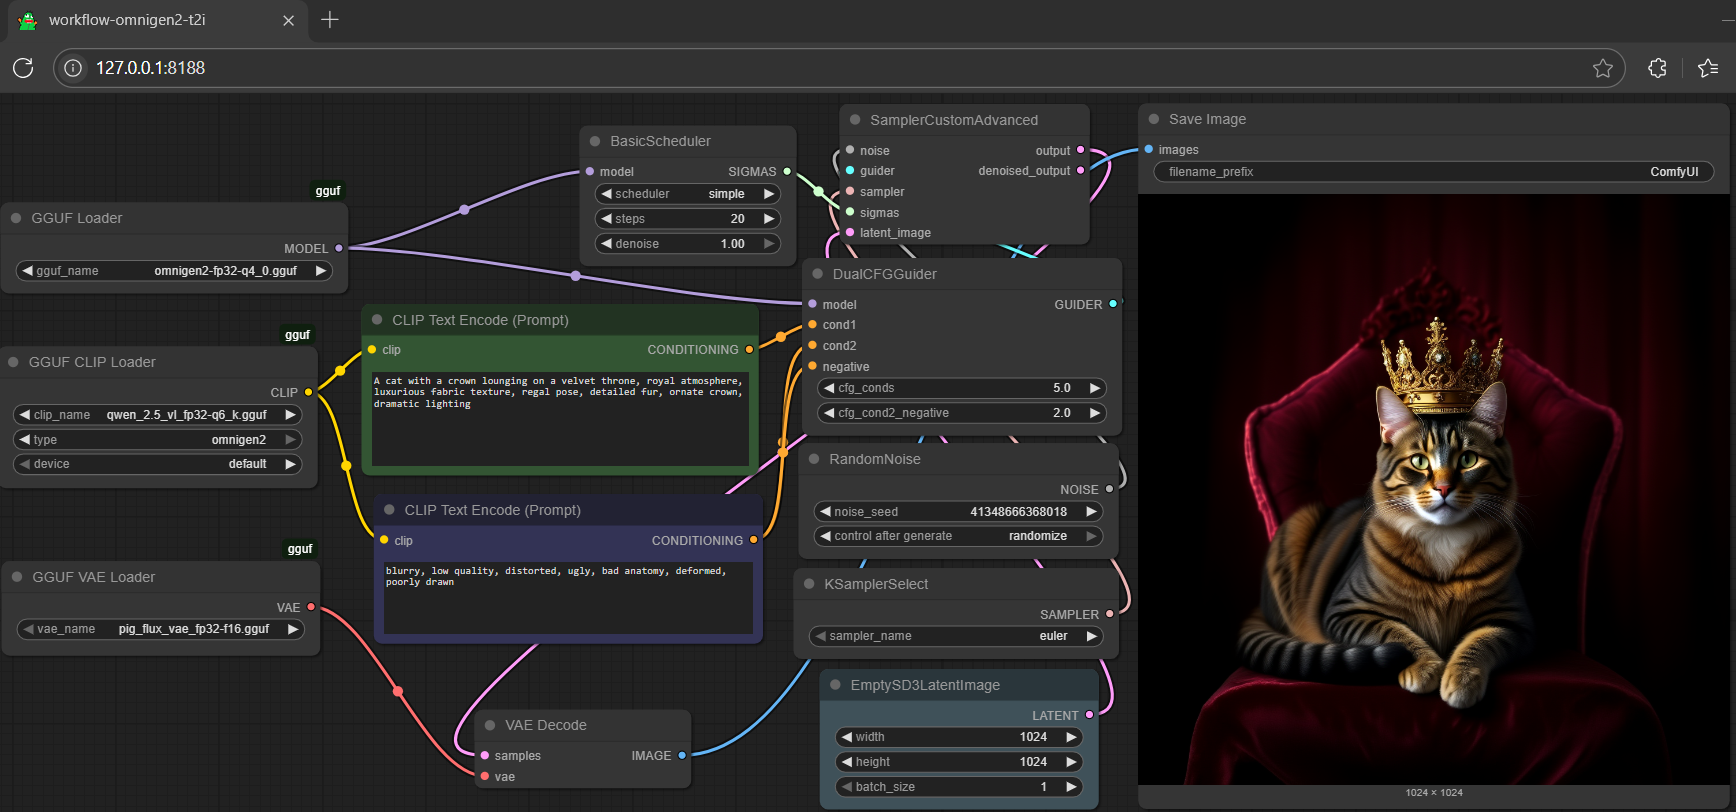 workflow-omnigen2-t2i
127.0.0.1:8188
gguf
GGUF Loader
MODEL
gguf_name omnigen2-fp32-q4_0.gguf
gguf
GGUF CLIP Loader
CLIP
clip_name qwen_2.5_vl_fp32-q6_k.gguf
type omnigen2
device default
gguf
GGUF VAE Loader
VAE
vae_name pig_flux_vae_fp32-f16.gguf
BasicScheduler
model SIGMAS
scheduler simple
steps 20
denoise 1.00
CLIP Text Encode (Prompt)
clip CONDITIONING
A cat with a crown lounging on a velvet throne, royal atmosphere,
luxurious fabric texture, regal pose, detailed fur, ornate crown,
dramatic lighting
CLIP Text Encode (Prompt)
clip CONDITIONING
blurry, low quality, distorted, ugly, bad anatomy, deformed,
poorly drawn
VAE Decode
samples IMAGE
vae
SamplerCustomAdvanced
noise output
guider denoised_output
sampler
sigmas
latent_image
DualCFGGuider
model GUIDER
cond1
cond2
negative
cfg_conds 5.0
cfg_cond2_negative 2.0
RandomNoise
NOISE
noise_seed 41348666368018
control after generate randomize
KSamplerSelect
SAMPLER
sampler_name euler
EmptySD3LatentImage
LATENT
width 1024
height 1024
batch_size 1
Save Image
images
filename_prefix ComfyUI
1024 × 1024